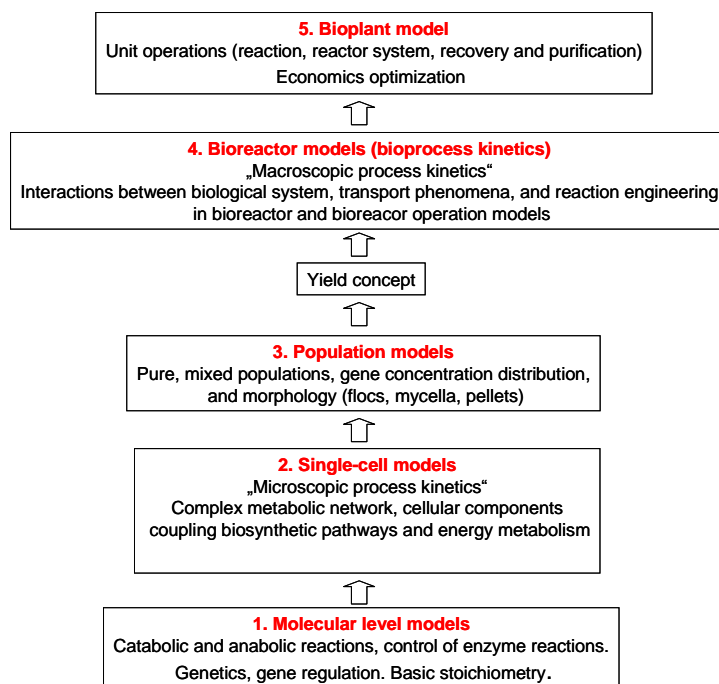 5. Bioplant model
Unit operations (reaction, reactor system, recovery and purification)
Economics optimization
4. Bioreactor models (bioprocess kinetics)
„Macroscopic process kinetics“
Interactions between biological system, transport phenomena, and reaction engineering
in bioreactor and bioreacor operation models
Yield concept
3. Population models
Pure, mixed populations, gene concentration distribution,
and morphology (flocs, mycella, pellets)
2. Single-cell models
„Microscopic process kinetics“
Complex metabolic network, cellular components
coupling biosynthetic pathways and energy metabolism
1. Molecular level models
Catabolic and anabolic reactions, control of enzyme reactions.
Genetics, gene regulation. Basic stoichiometry.